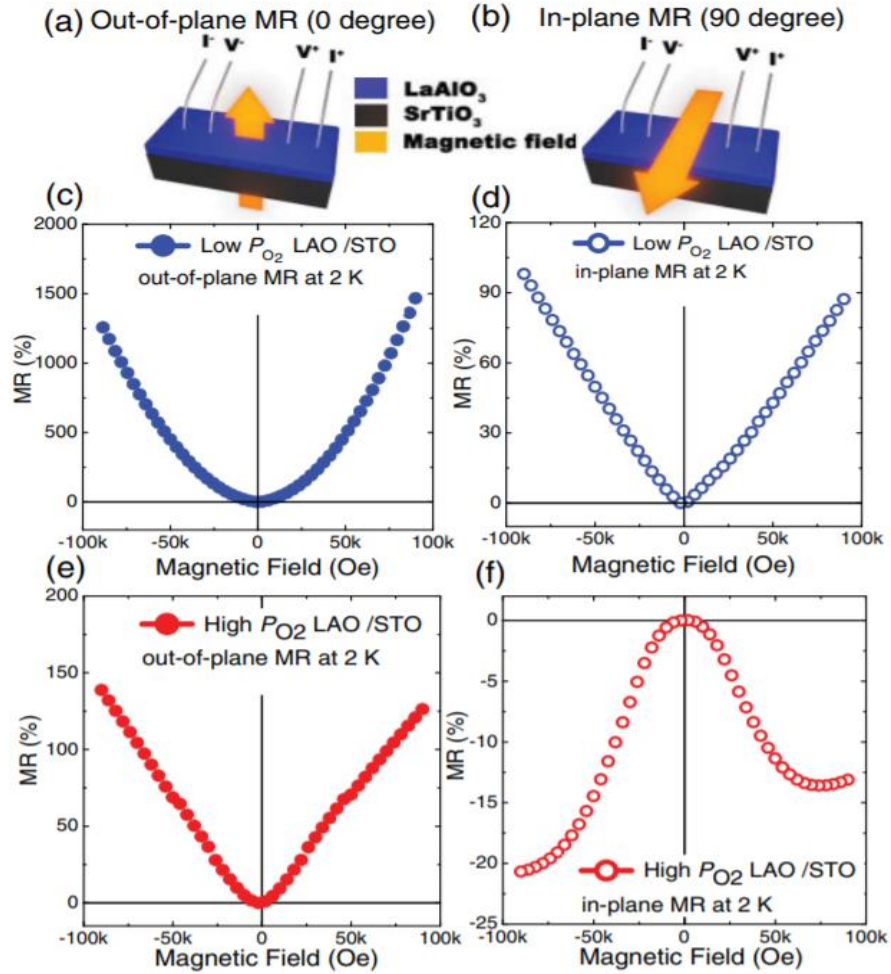 (a) Out-of-plane MR (0 degree)
(b) In-plane MR (90 degree)
I- V- V+ I+
I- V- V+ I+
LaAlO3
SrTiO3
Magnetic field
(c)
2000
1500
1000
500
0
MR (%)
Low PO2 LAO /STO
out-of-plane MR at 2 K
-100k -50k 0 50k 100k
Magnetic Field (Oe)
(d)
120
90
60
30
0
MR (%)
Low PO2 LAO /STO
in-plane MR at 2 K
-100k -50k 0 50k 100k
Magnetic Field (Oe)
(e)
200
150
100
50
0
MR (%)
High PO2 LAO /STO
out-of-plane MR at 2 K
-100k -50k 0 50k 100k
Magnetic Field (Oe)
(f)
0
-5
-10
-15
-20
-25
MR (%)
High PO2 LAO /STO
in-plane MR at 2 K
-100k -50k 0 50k 100k
Magnetic Field (Oe)